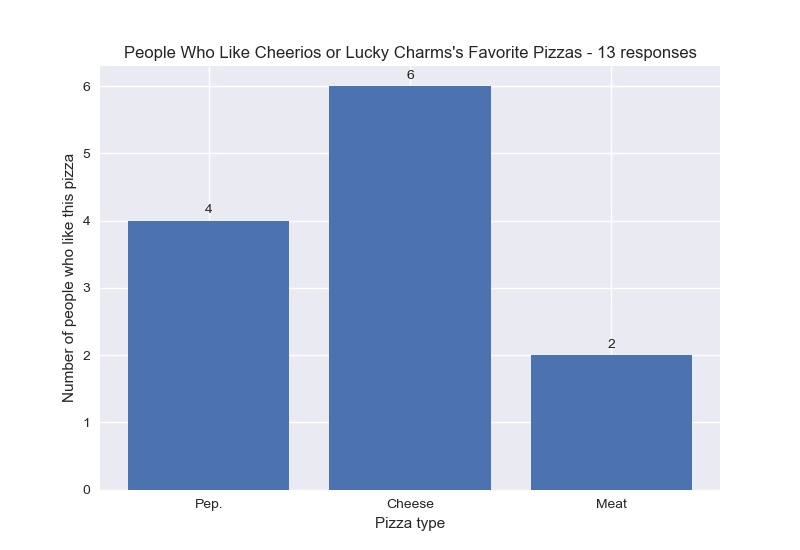 People Who Like Cheerios or Lucky Charms's Favorite Pizzas - 13 responses
Number of people who like this pizza
6
5
4
3
2
1
0
4
6
2
Pep.
Cheese
Meat
Pizza type